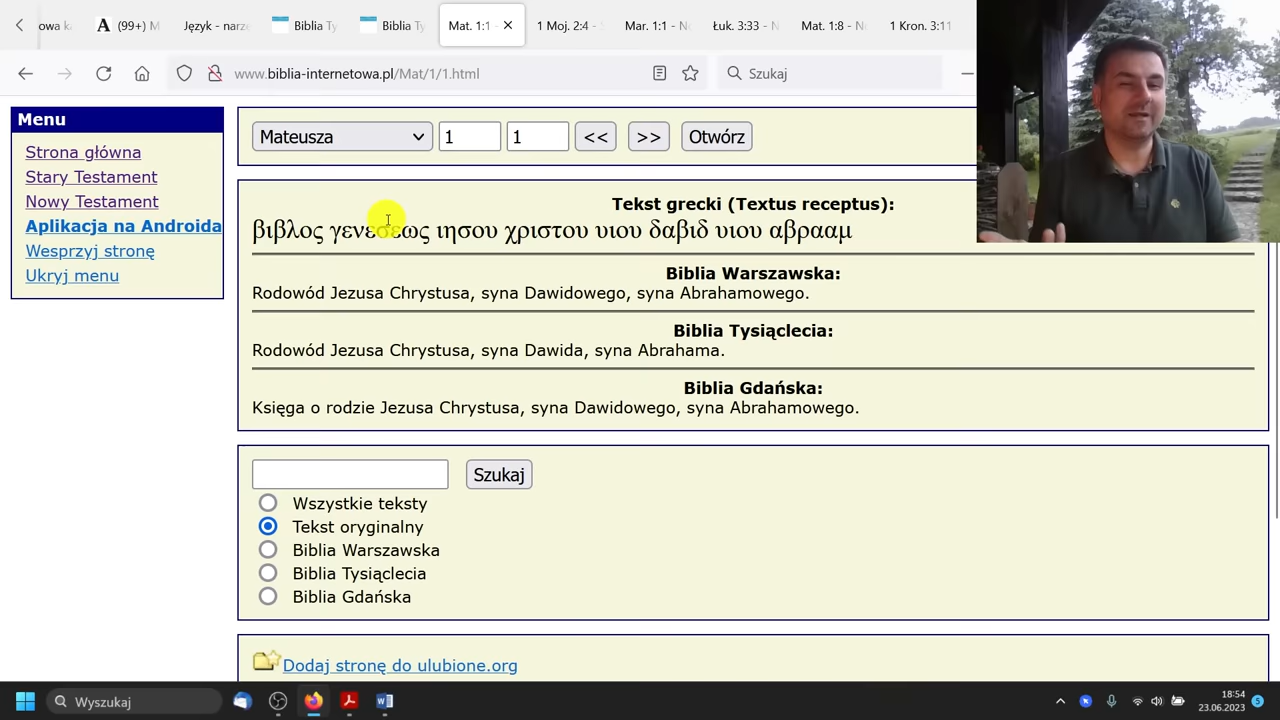 owa k
(99+) M
Język - narz
Biblia Ty
Biblia Ty
Mat. 1:1
1 Moj. 2:4 -
Mar. 1:1 - N
Łuk. 3:33 - N
Mat. 1:8 - N
1 Kron. 3:11
www.biblia-internetowa.pl/Mat/1/1.html
Szukaj
Menu
Strona główna
Stary Testament
Nowy Testament
Aplikacja na Androida
Wesprzyj stronę
Ukryj menu
Mateusza 1 1 << >> Otwórz
Tekst grecki (Textus receptus):
βιβλος γενεσεως ιησου χριστου υιου δαβιδ υιου αβρααμ
Biblia Warszawska:
Rodowód Jezusa Chrystusa, syna Dawidowego, syna Abrahamowego.
Biblia Tysiąclecia:
Rodowód Jezusa Chrystusa, syna Dawida, syna Abrahama.
Biblia Gdańska:
Księga o rodzie Jezusa Chrystusa, syna Dawidowego, syna Abrahamowego.
Szukaj
Wszystkie teksty
Tekst oryginalny
Biblia Warszawska
Biblia Tysiąclecia
Biblia Gdańska
Dodaj stronę do ulubione.org
Wyszukaj
18:54
23.06.2023
5